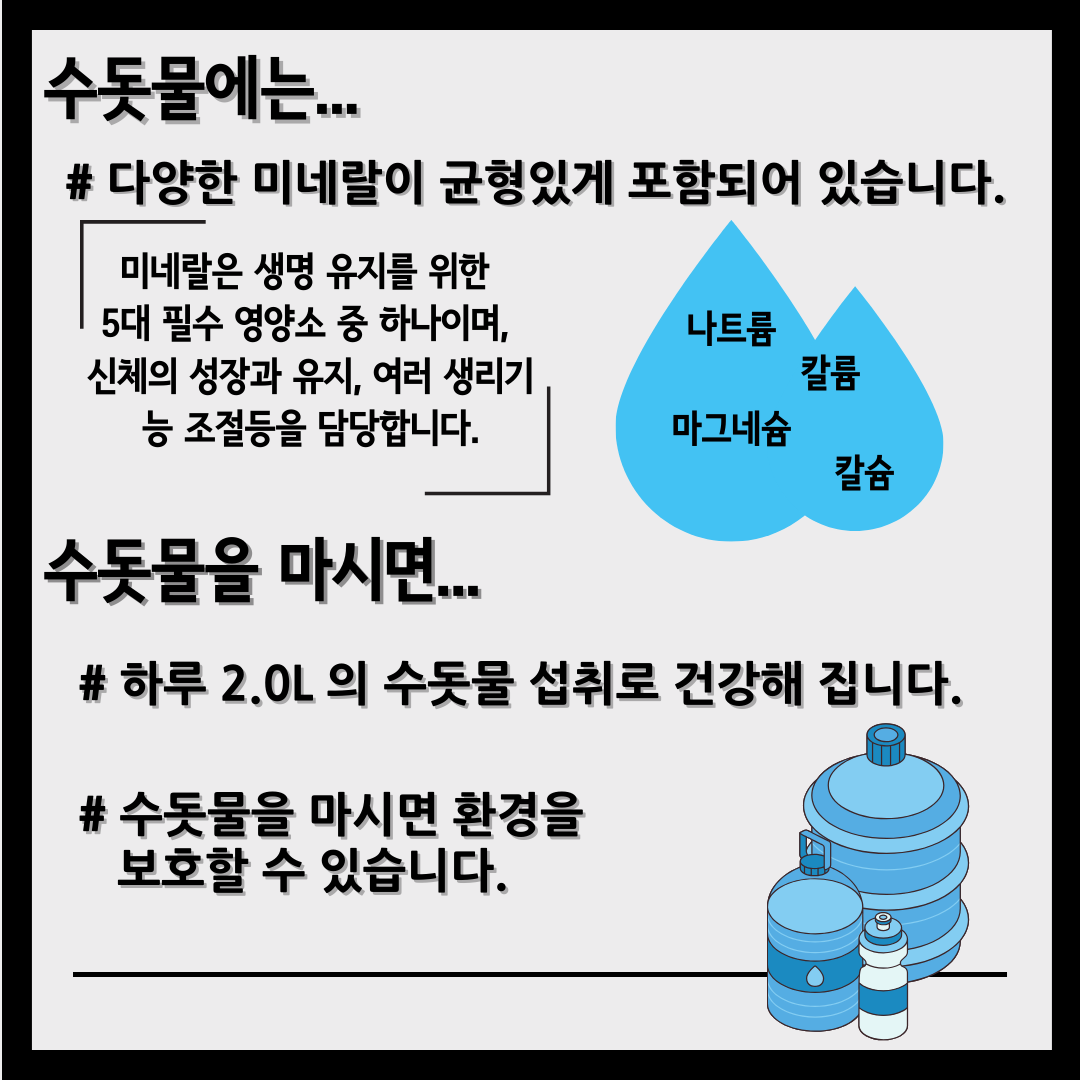 수돗물에는...
# 다양한 미네랄이 균형있게 포함되어 있습니다.
미네랄은 생명 유지를 위한
5대 필수 영양소 중 하나이며,
신체의 성장과 유지, 여러 생리기
능 조절등을 담당합니다.
나트륨
칼륨
마그네슘
칼슘
수돗물을 마시면...
# 하루 2.0L 의 수돗물 섭취로 건강해 집니다.
# 수돗물을 마시면 환경을
보호할 수 있습니다.